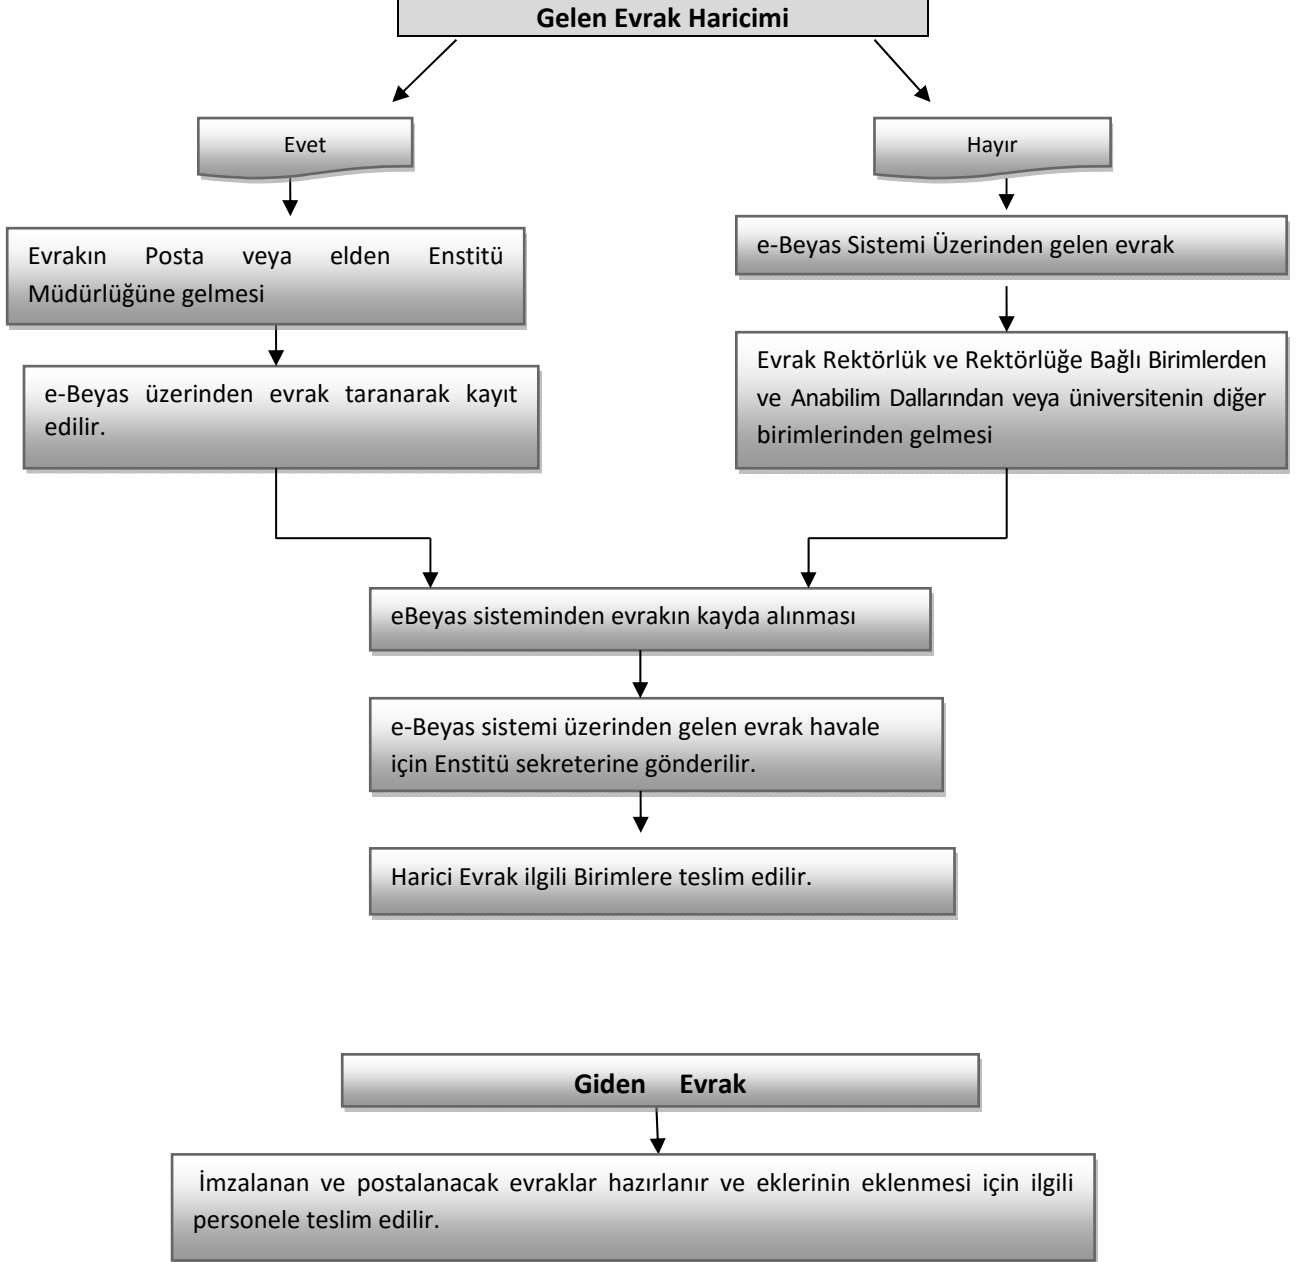 Gelen Evrak Haricimi
Evet
Hayır
Evrakın Posta veya elden Enstitü
Müdürlüğüne gelmesi
e-Beyas Sistemi Üzerinden gelen evrak
e-Beyas üzerinden evrak taranarak kayıt
edilir.
Evrak Rektörlük ve Rektörlüğe Bağlı Birimlerden
ve Anabilim Dallarından veya üniversitenin diğer
birimlerinden gelmesi
eBeyas sisteminden evrakın kayda alınması
e-Beyas sistemi üzerinden gelen evrak havale
için Enstitü sekreterine gönderilir.
Harici Evrak ilgili Birimlere teslim edilir.
Giden Evrak
İmzalanan ve postalanacak evraklar hazırlanır ve eklerinin eklenmesi için ilgili
personele teslim edilir.